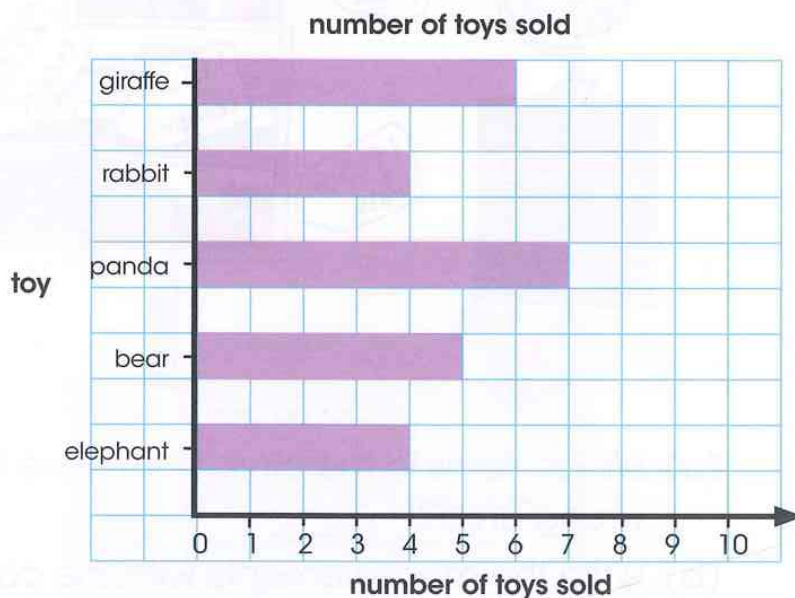 number of toys sold
giraffe
rabbit
panda
toy
bear
elephant
0 1 2 3 4 5 6 7 8 9 10
number of toys sold